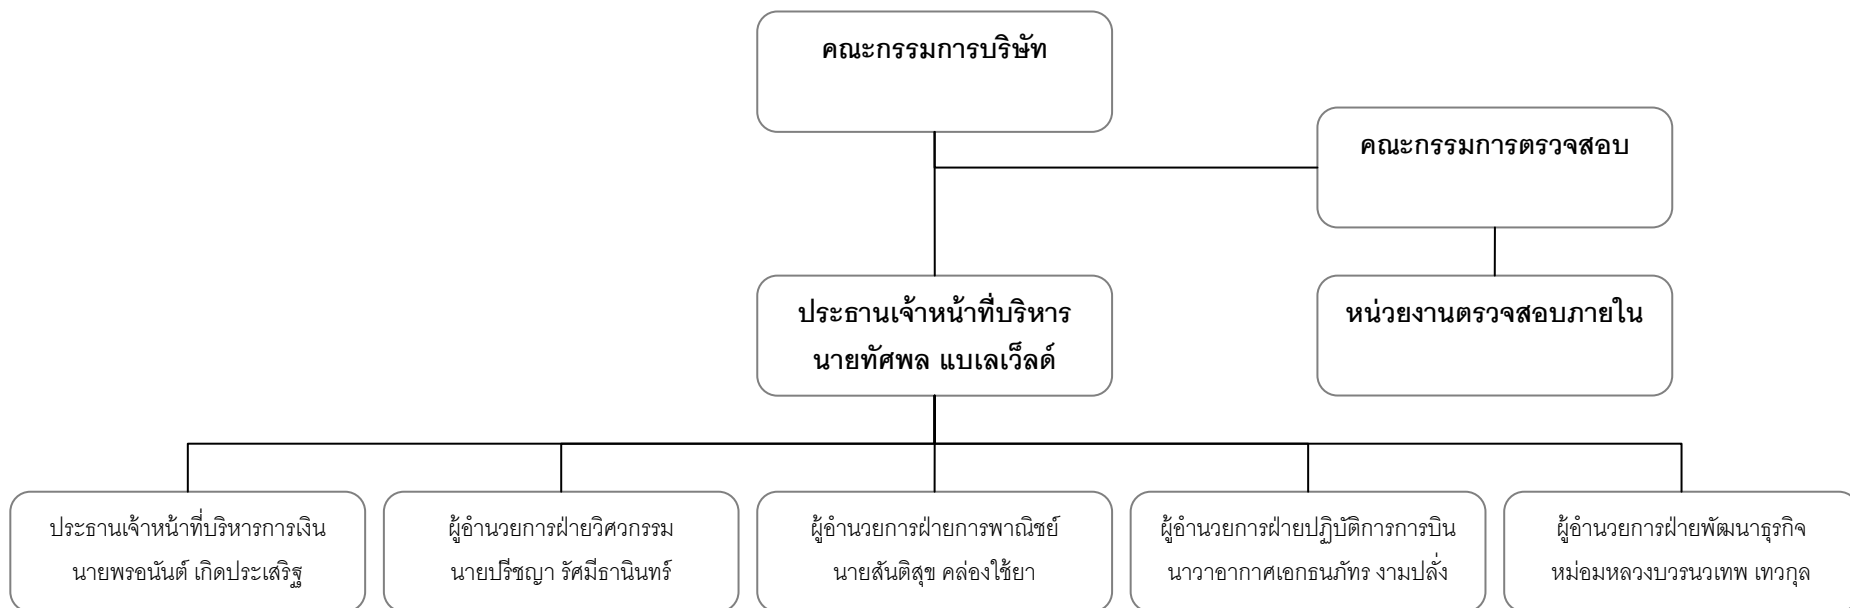 คณะกรรมการบริษัท
คณะกรรมการตรวจสอบ
ประธานเจ้าหน้าที่บริหาร
นายทัศพล แบเลเว็ลด์
หน่วยงานตรวจสอบภายใน
ประธานเจ้าหน้าที่บริหารการเงิน
นายพรอนันต์ เกิดประเสริฐ
ผู้อำนวยการฝ่ายวิศวกรรม
นายปรีชญา รัศมีธานินทร์
ผู้อำนวยการฝ่ายการพาณิชย์
นายสันติสุข คล่องใช้ยา
ผู้อำนวยการฝ่ายปฏิบัติการการบิน
นาวาอากาศเอกธนภัทร งามปลั่ง
ผู้อำนวยการฝ่ายพัฒนาธุรกิจ
หม่อมหลวงบวรนวเทพ เทวกุล